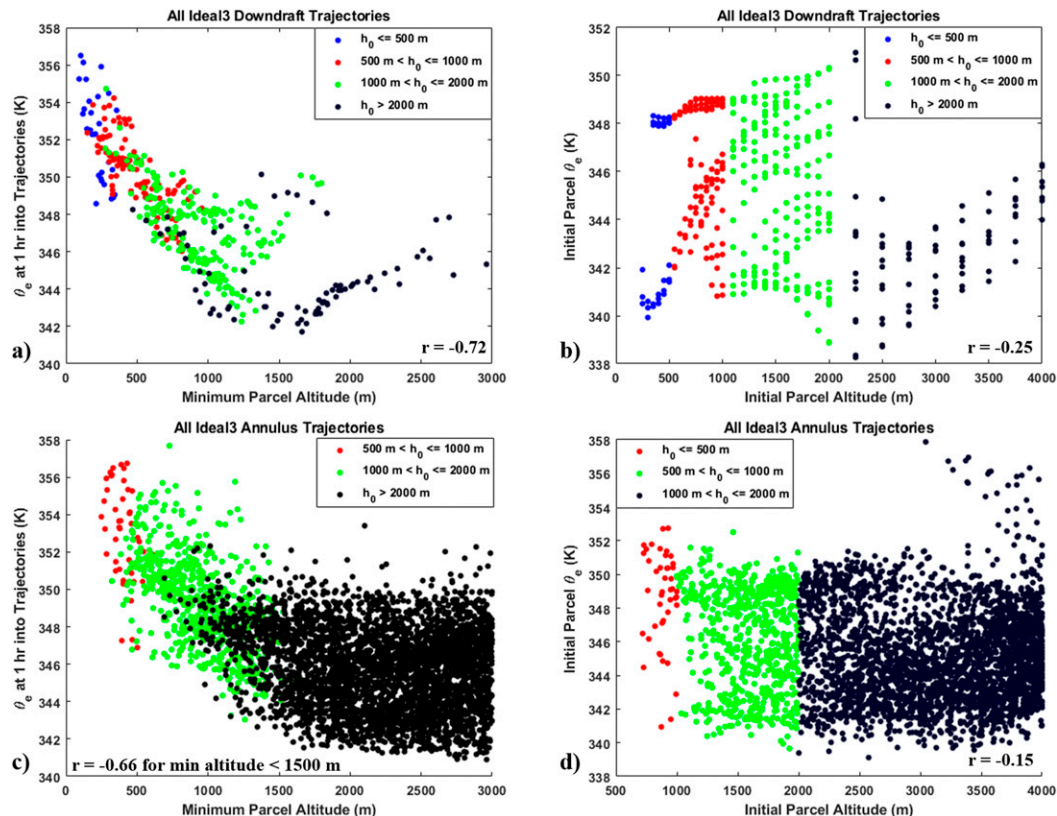 All Ideal3 Downdraft Trajectories
358
356
354
352
350
348
346
344
342
340
θe at 1 hr into Trajectories (K)
h0 <= 500 m
500 m < h0 <= 1000 m
1000 m < h0 <= 2000 m
h0 > 2000 m
a)
r = -0.72
0 500 1000 1500 2000 2500 3000
Minimum Parcel Altitude (m)
All Ideal3 Downdraft Trajectories
350
348
346
344
342
340
338
Initial Parcel θe (K)
h0 <= 500 m
500 m < h0 <= 1000 m
1000 m < h0 <= 2000 m
h0 > 2000 m
b)
r = -0.25
0 500 1000 1500 2000 2500 3000 3500 4000
Initial Parcel Altitude (m)
All Ideal3 Annulus Trajectories
358
356
354
352
350
348
346
344
342
340
θe at 1 hr into Trajectories (K)
500 m < h0 <= 1000 m
1000 m < h0 <= 2000 m
h0 > 2000 m
c)
r = -0.66 for min altitude < 1500 m
0 500 1000 1500 2000 2500 3000
Minimum Parcel Altitude (m)
All Ideal3 Annulus Trajectories
358
356
354
352
350
348
346
344
342
340
338
Initial Parcel θe (K)
h0 <= 500 m
500 m < h0 <= 1000 m
1000 m < h0 <= 2000 m
d)
r = -0.15
500 1000 1500 2000 2500 3000 3500 4000
Initial Parcel Altitude (m)